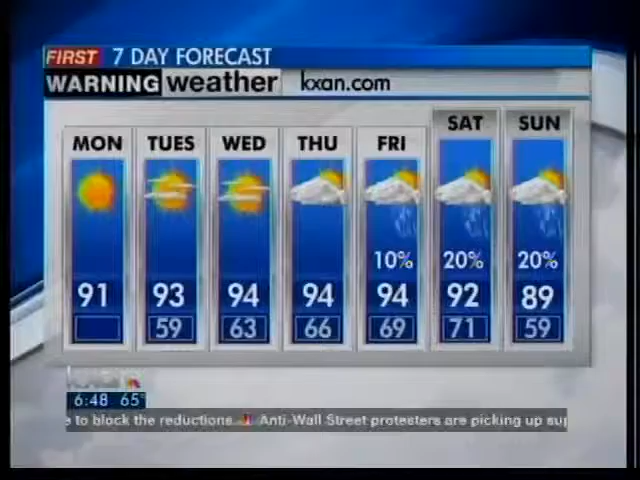 FIRST 7 DAY FORECAST
WARNING weather kxan.com
MON TUES WED THU FRI SAT SUN
10% 20% 20%
91 93 94 94 94 92 89
59 63 66 69 71 59
6:48 65°
e to block the reductions. Anti-Wall Street protesters are picking up sup